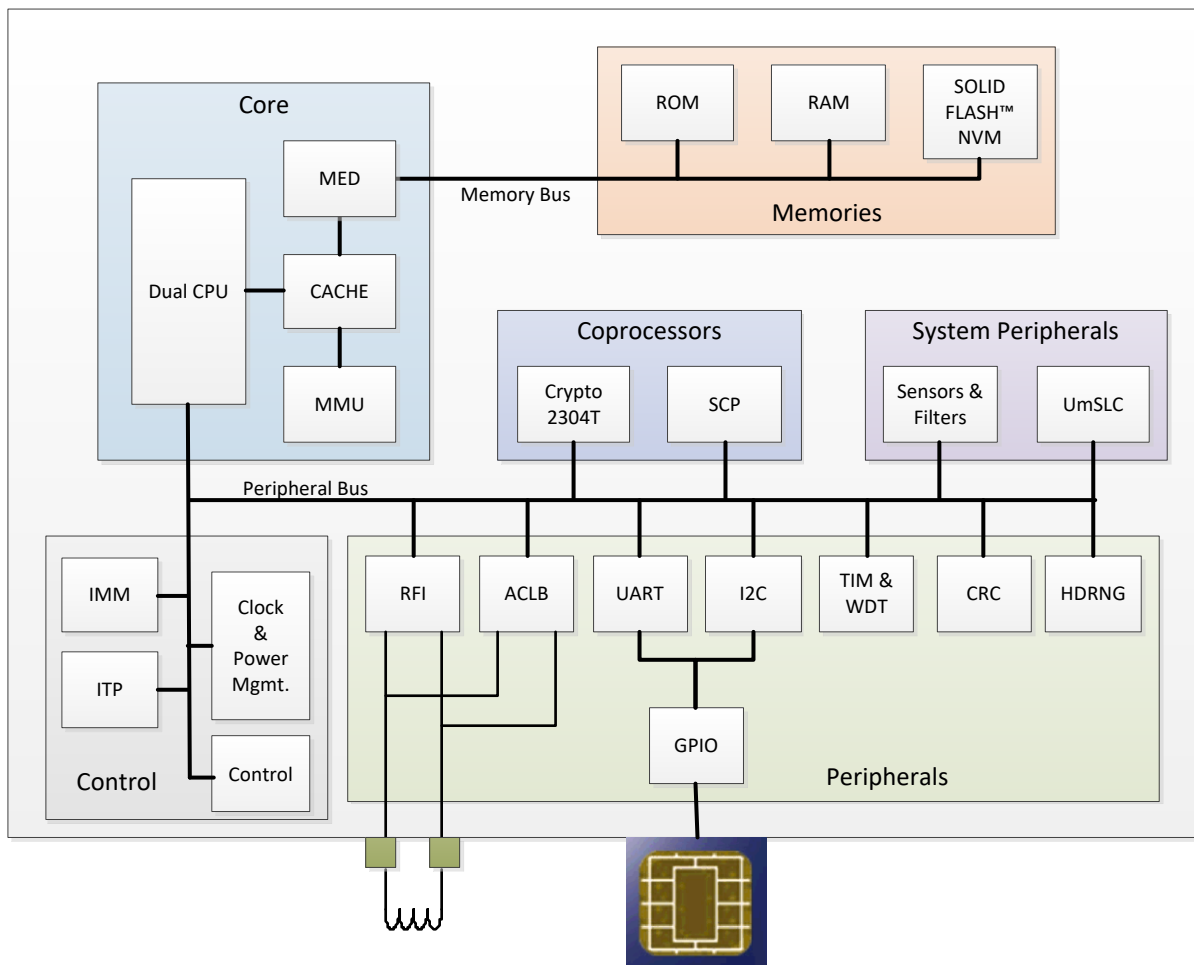 Core
MED
Dual CPU
CACHE
MMU
Memory Bus
ROM
RAM
SOLID
FLASH™
NVM
Memories
Coprocessors
Crypto
2304T
SCP
System Peripherals
Sensors &
Filters
UmSLC
Peripheral Bus
IMM
ITP
Clock
&
Power
Mgmt.
Control
Control
RFI
ACLB
UART
I2C
TIM &
WDT
CRC
HDRNG
GPIO
Peripherals